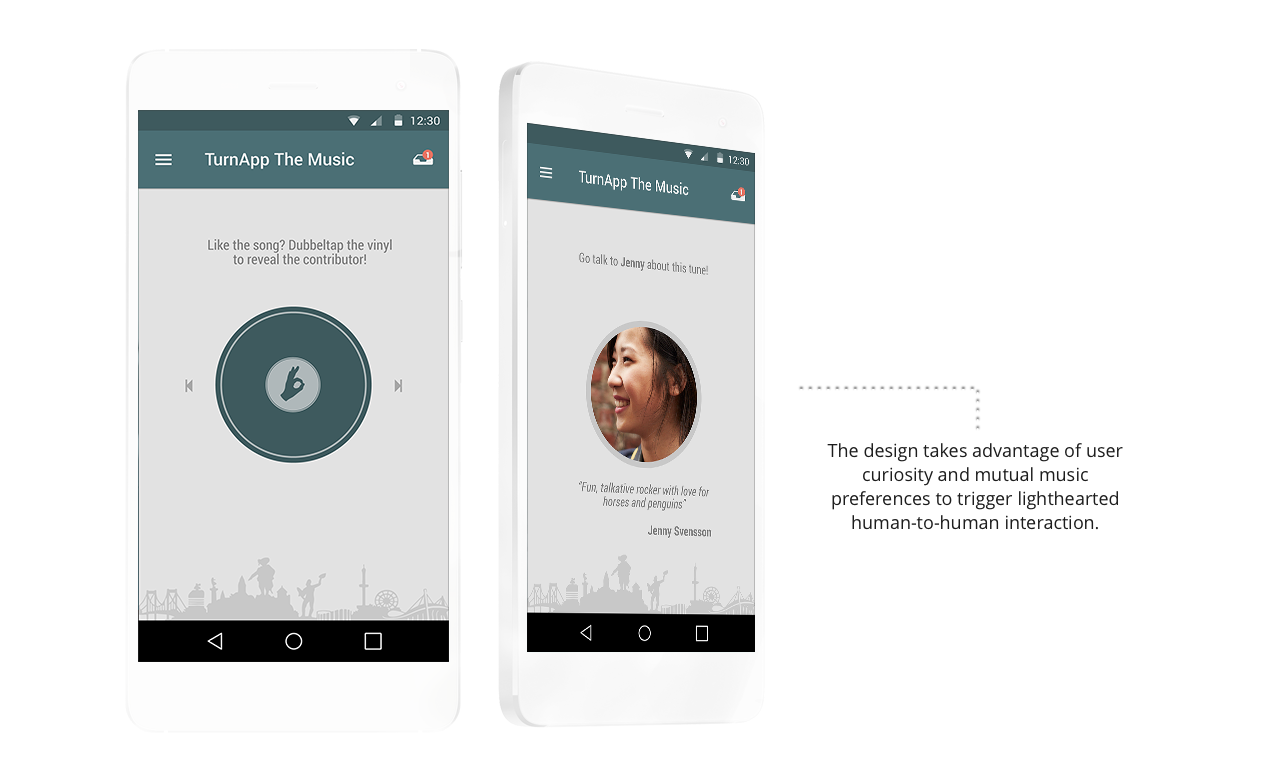 12:30
TurnApp The Music
1
Like the song? Dubbeltap the vinyl
to reveal the contributor!
12:30
TurnApp The Music
1
Go talk to Jenny about this tune!
"Fun, talkative rocker with love for
horses and penguins"
Jenny Svensson
The design takes advantage of user
curiosity and mutual music
preferences to trigger lighthearted
human-to-human interaction.